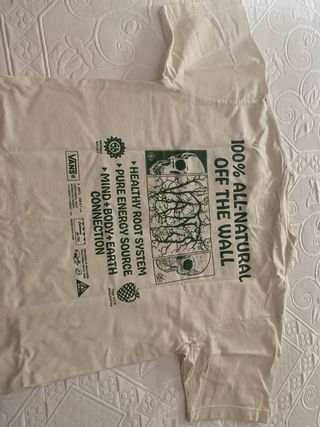 100% ALL-NATURAL
OFF THE WALL
HEALTHY ROOT SYSTEM
PURE ENERGY SOURCE
MIND+BODY+EARTH
CONNECTION
VANS